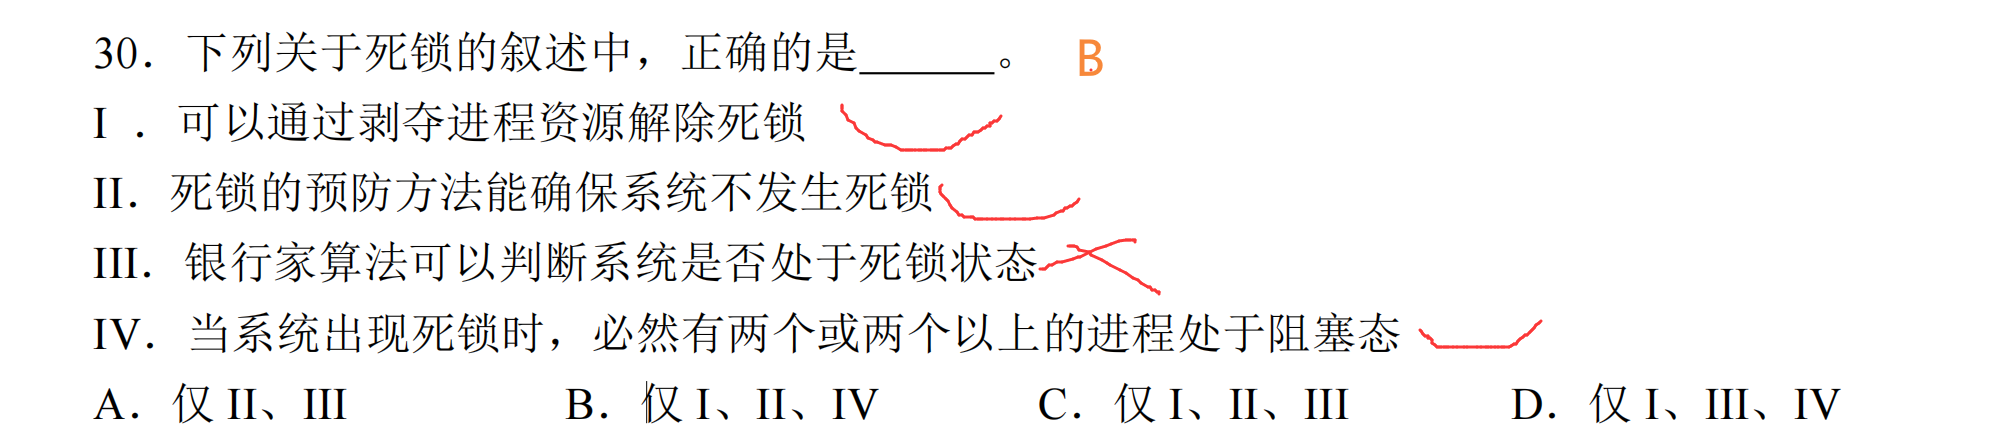 30．下列关于死锁的叙述中，正确的是______。 B
I ．可以通过剥夺进程资源解除死锁
II．死锁的预防方法能确保系统不发生死锁
III．银行家算法可以判断系统是否处于死锁状态
IV．当系统出现死锁时，必然有两个或两个以上的进程处于阻塞态
A．仅 II、III B．仅 I、II、IV C．仅 I、II、III D．仅 I、III、IV